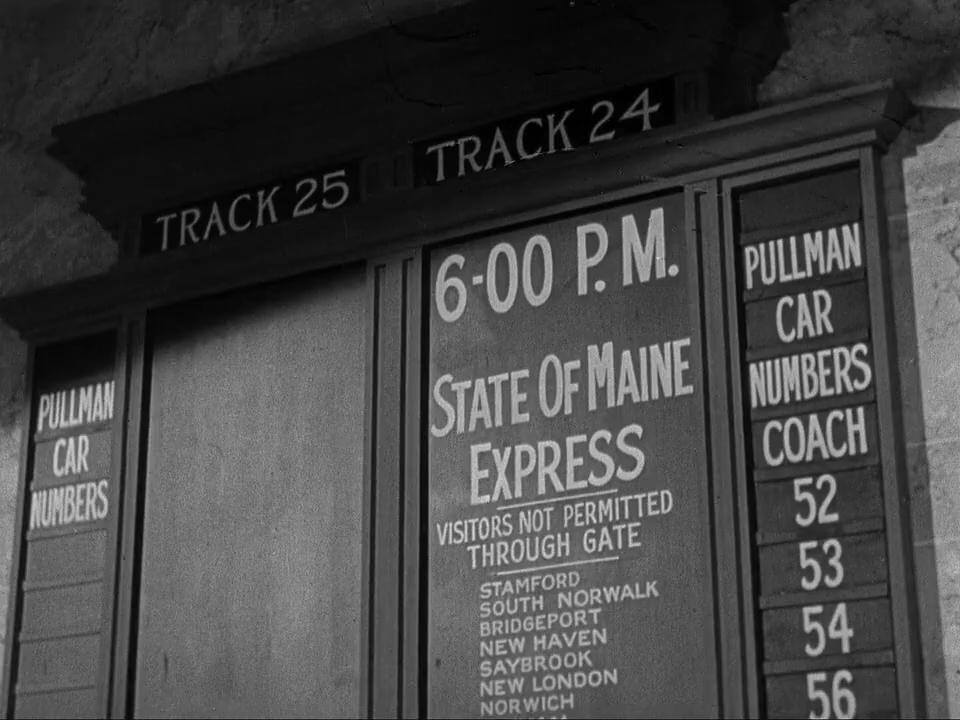 TRACK 25
TRACK 24
PULLMAN
CAR
NUMBERS
6-00 P.M.
STATE OF MAINE
EXPRESS
VISITORS NOT PERMITTED
THROUGH GATE
STAMFORD
SOUTH NORWALK
BRIDGEPORT
NEW HAVEN
SAYBROOK
NEW LONDON
NORWICH
PULLMAN
CAR
NUMBERS
COACH
52
53
54
56